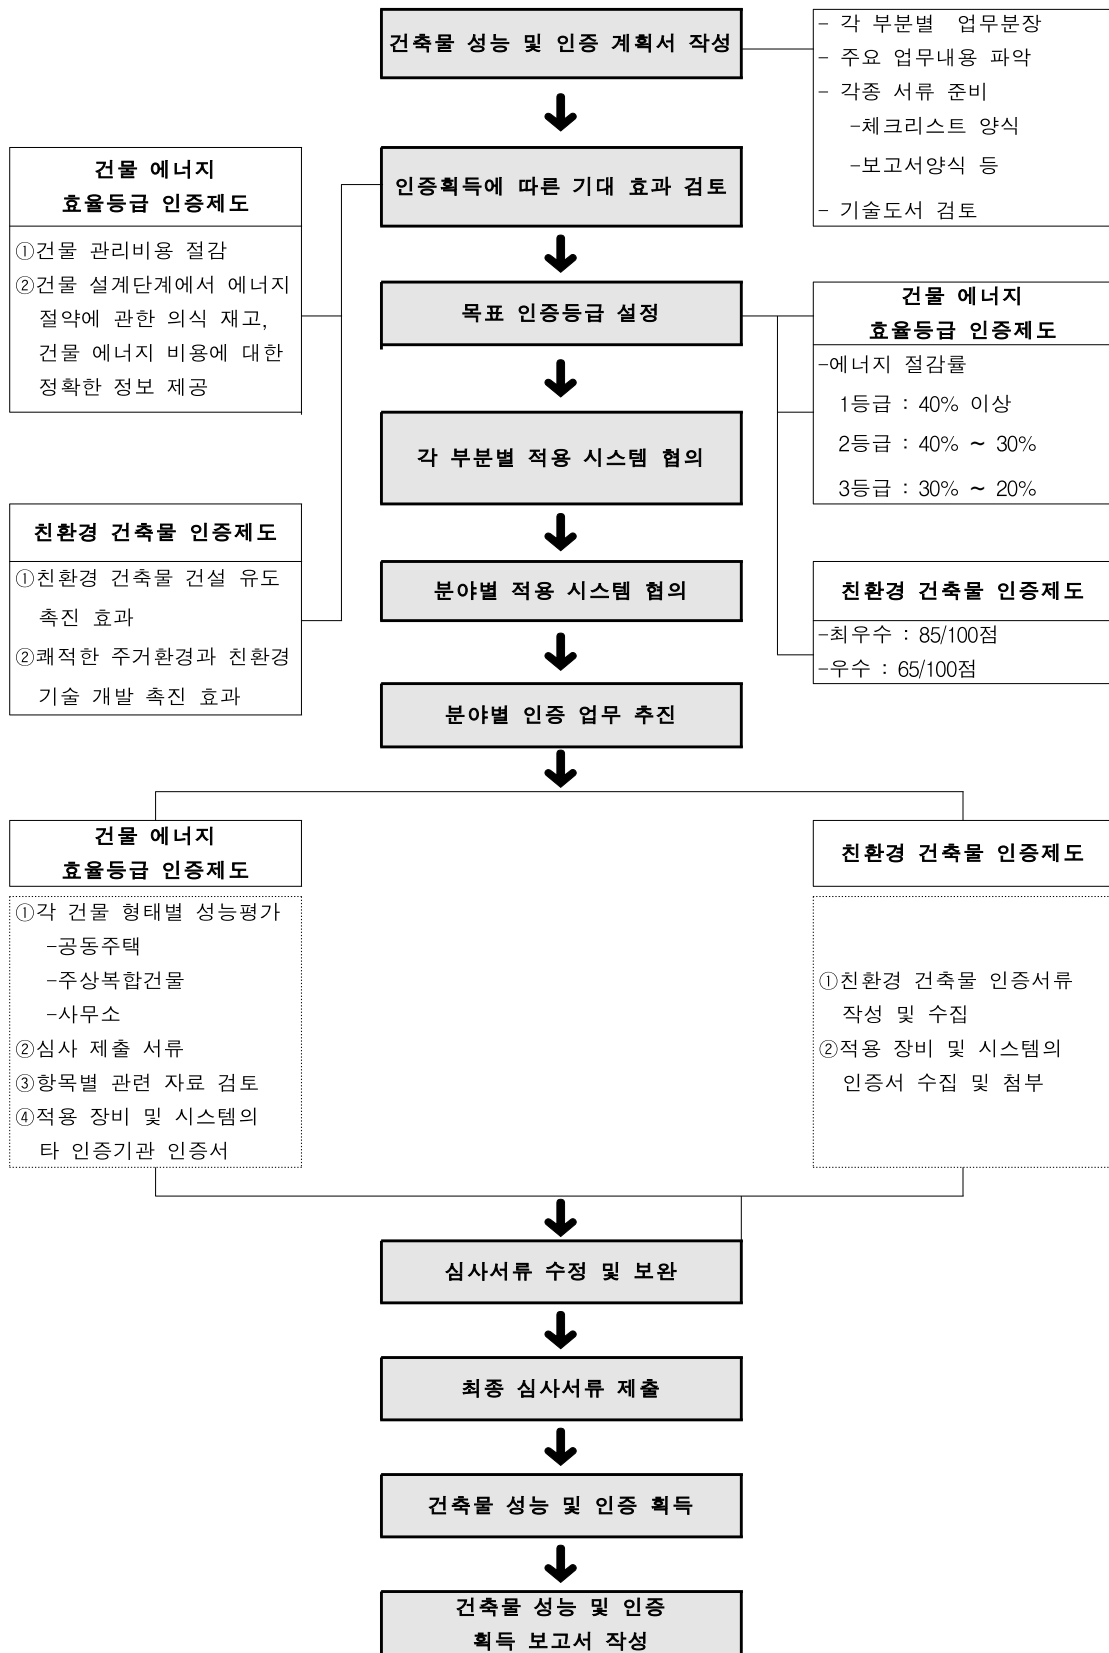 건축물 성능 및 인증 계획서 작성
- 각 부분별 업무분장
- 주요 업무내용 파악
- 각종 서류 준비
-체크리스트 양식
-보고서양식 등
- 기술도서 검토
인증획득에 따른 기대 효과 검토
건물 에너지
효율등급 인증제도
①건물 관리비용 절감
②건물 설계단계에서 에너지
절약에 관한 의식 재고,
건물 에너지 비용에 대한
정확한 정보 제공
친환경 건축물 인증제도
①친환경 건축물 건설 유도
촉진 효과
②쾌적한 주거환경과 친환경
기술 개발 촉진 효과
목표 인증등급 설정
건물 에너지
효율등급 인증제도
-에너지 절감률
1등급 : 40% 이상
2등급 : 40% ~ 30%
3등급 : 30% ~ 20%
친환경 건축물 인증제도
-최우수 : 85/100점
-우수 : 65/100점
각 부분별 적용 시스템 협의
분야별 적용 시스템 협의
분야별 인증 업무 추진
건물 에너지
효율등급 인증제도
①각 건물 형태별 성능평가
-공동주택
-주상복합건물
-사무소
②심사 제출 서류
③항목별 관련 자료 검토
④적용 장비 및 시스템의
타 인증기관 인증서
친환경 건축물 인증제도
①친환경 건축물 인증서류
작성 및 수집
②적용 장비 및 시스템의
인증서 수집 및 첨부
심사서류 수정 및 보완
최종 심사서류 제출
건축물 성능 및 인증 획득
건축물 성능 및 인증
획득 보고서 작성